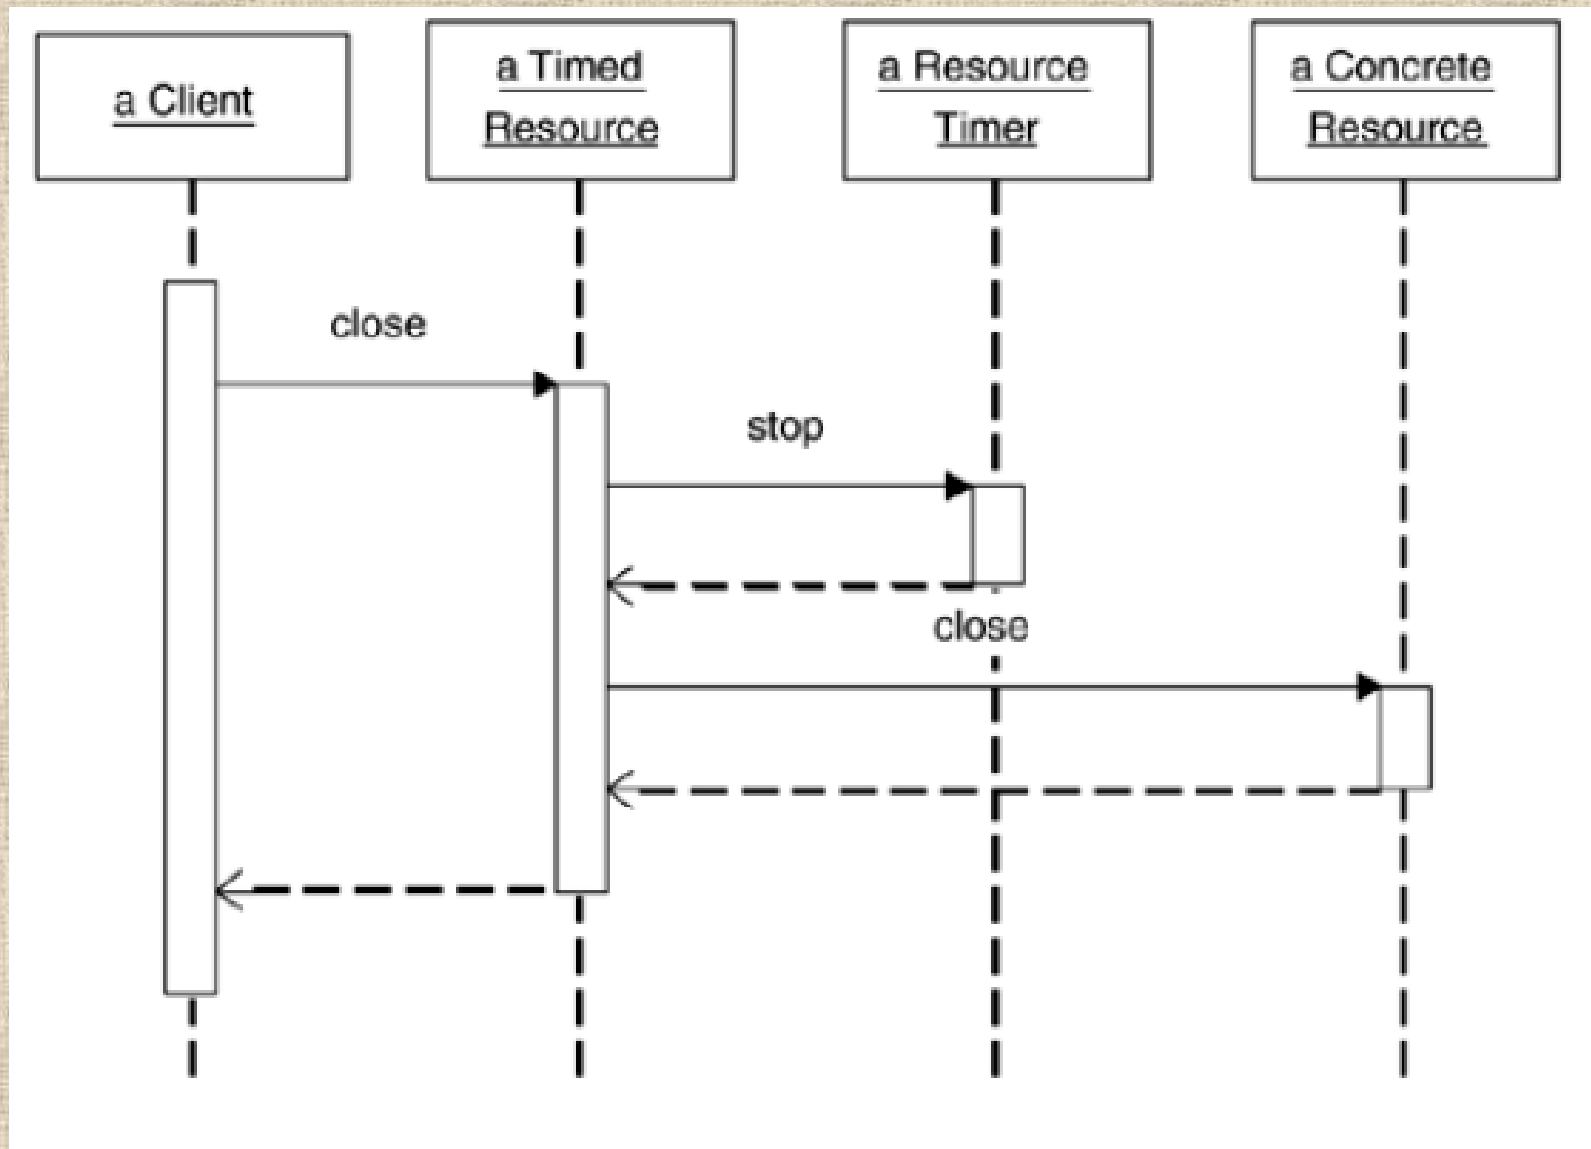 a Client
a Timed
Resource
a Resource
Timer
a Concrete
Resource
close
stop
close